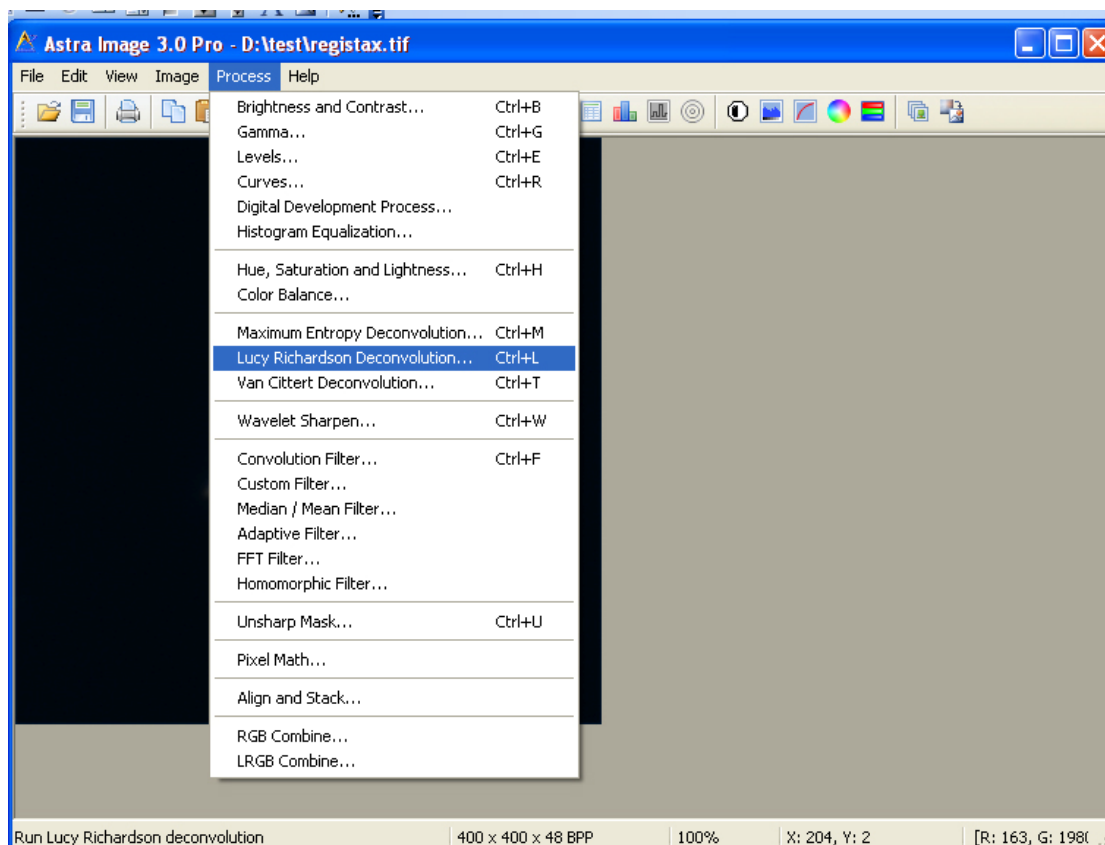 Astra Image 3.0 Pro - D:\test\registax.tif
File Edit View Image Process Help
Brightness and Contrast... Ctrl+B
Gamma... Ctrl+G
Levels... Ctrl+E
Curves... Ctrl+R
Digital Development Process...
Histogram Equalization...
Hue, Saturation and Lightness... Ctrl+H
Color Balance...
Maximum Entropy Deconvolution... Ctrl+M
Lucy Richardson Deconvolution... Ctrl+L
Van Cittert Deconvolution... Ctrl+T
Wavelet Sharpen... Ctrl+W
Convolution Filter... Ctrl+F
Custom Filter...
Median / Mean Filter...
Adaptive Filter...
FFT Filter...
Homomorphic Filter...
Unsharp Mask... Ctrl+U
Pixel Math...
Align and Stack...
RGB Combine...
LRGB Combine...
Run Lucy Richardson deconvolution 400 x 400 x 48 BPP 100% X: 204, Y: 2 [R: 163, G: 198